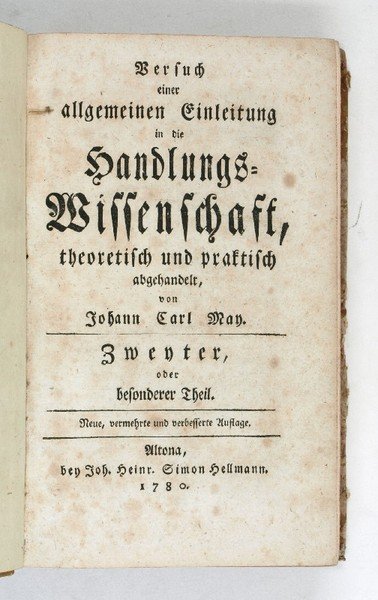 Versuch
einer
allgemeinen Einleitung
in die
Handlungs-
Wissenschaft,
theoretisch und praktisch
abgehandelt,
von
Johann Carl May.
Zweyter,
oder
besonderer Theil.
Neue, vermehrte und verbesserte Auflage.
Altona,
bey Joh. Heinr. Simon Hellmann.
1780.